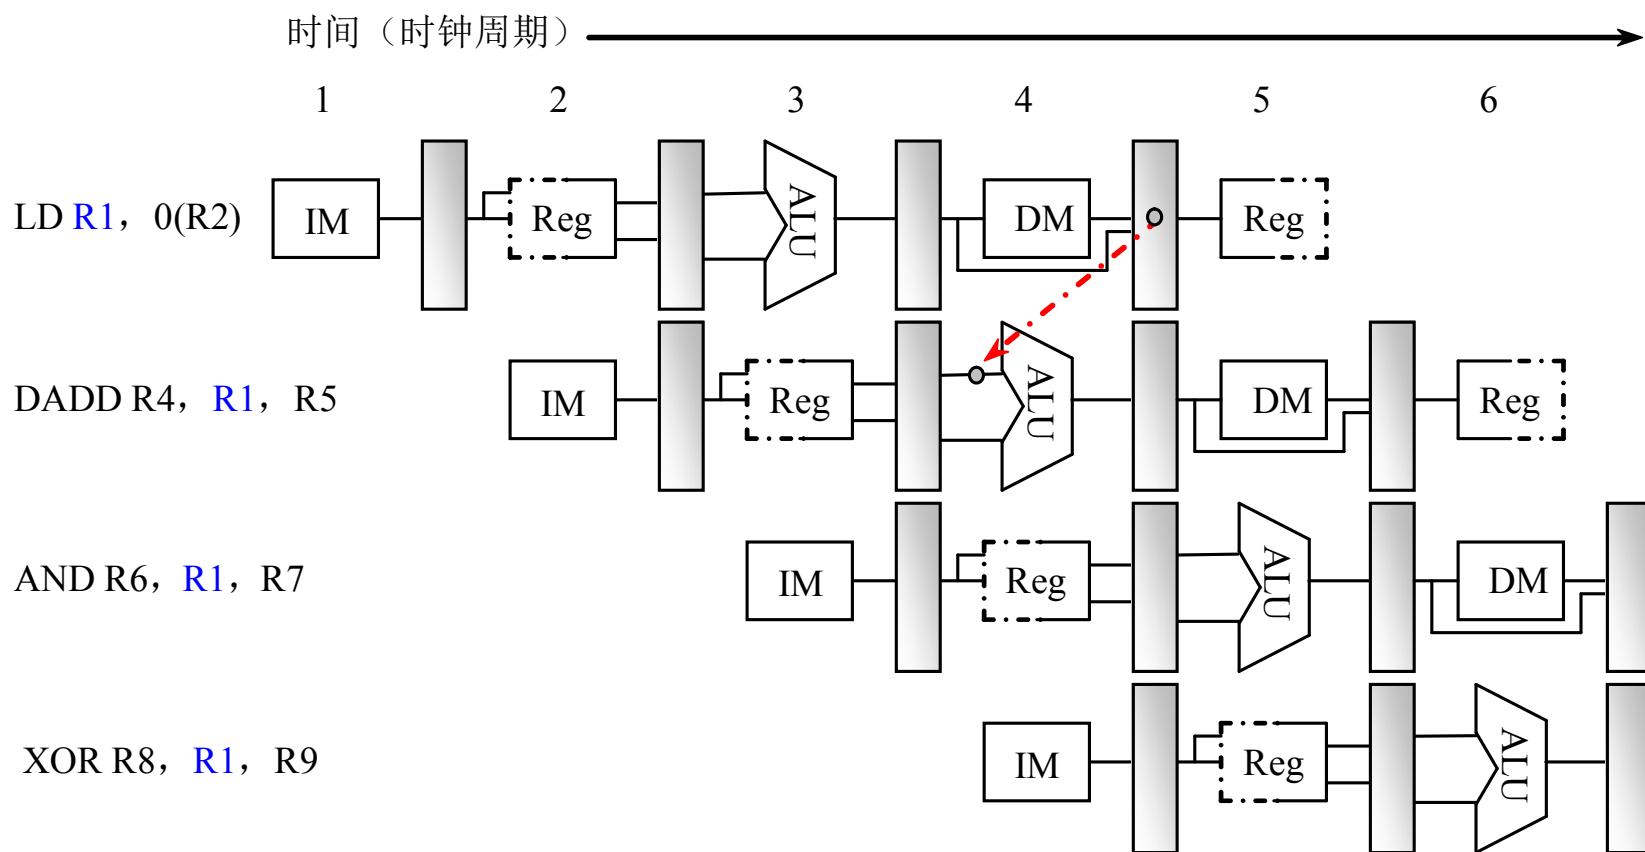 时间（时钟周期）
1 2 3 4 5 6
LD R1，0(R2) IM Reg ALU DM Reg
DADD R4，R1，R5 IM Reg ALU DM Reg
AND R6，R1，R7 IM Reg ALU DM
XOR R8，R1，R9 IM Reg ALU